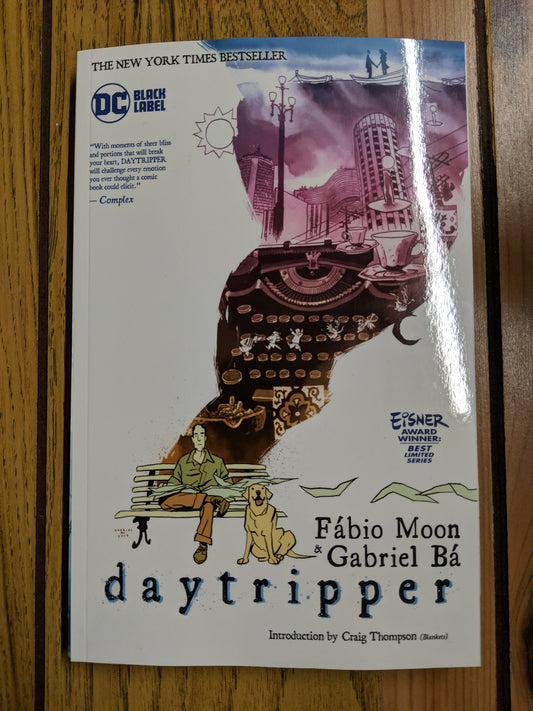 THE NEW YORK TIMES BESTSELLER
DC BLACK
LABEL
"With moments of sheer bliss
and portions that will break
your heart, DAYTRIPPER
will challenge every emotion
you ever thought a comic
book could elicit."
— Complex
EISNER
AWARD
WINNER:
BEST
LIMITED
SERIES
Fábio Moon
& Gabriel Bá
daytripper
Introduction by Craig Thompson (Blankets)